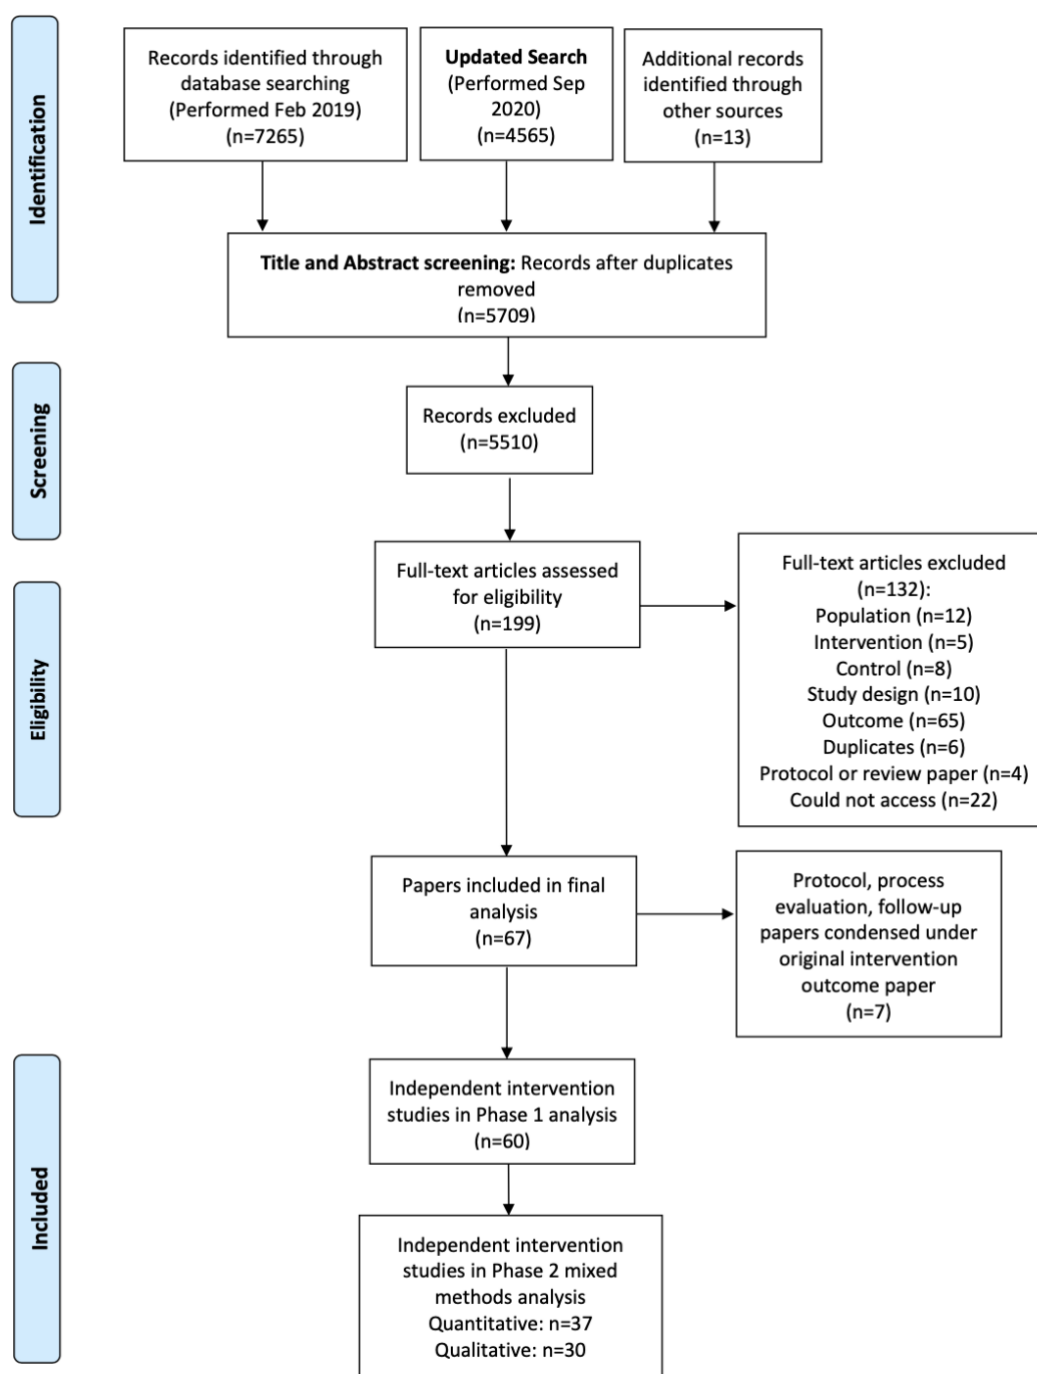 Identification
Records identified through
database searching
(Performed Feb 2019)
(n=7265)
Updated Search
(Performed Sep
2020)
(n=4565)
Additional records
identified through
other sources
(n=13)
Title and Abstract screening: Records after duplicates
removed
(n=5709)
Screening
Records excluded
(n=5510)
Eligibility
Full-text articles assessed
for eligibility
(n=199)
Full-text articles excluded
(n=132):
Population (n=12)
Intervention (n=5)
Control (n=8)
Study design (n=10)
Outcome (n=65)
Duplicates (n=6)
Protocol or review paper (n=4)
Could not access (n=22)
Papers included in final
analysis
(n=67)
Protocol, process
evaluation, follow-up
papers condensed under
original intervention
outcome paper
(n=7)
Included
Independent intervention
studies in Phase 1 analysis
(n=60)
Independent intervention
studies in Phase 2 mixed
methods analysis
Quantitative: n=37
Qualitative: n=30